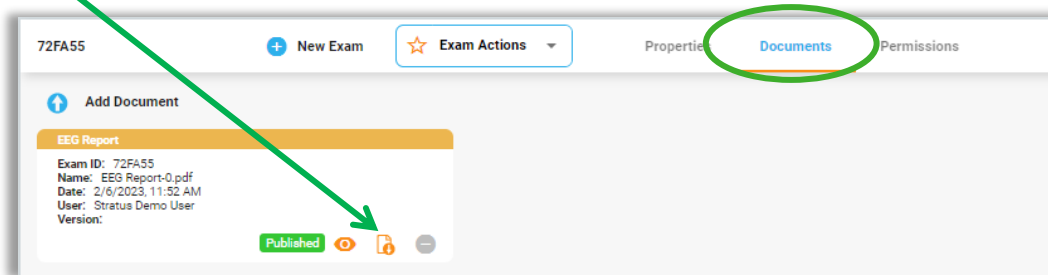 72FA55 New Exam Exam Actions Properties Documents Permissions
Add Document
EEG Report
Exam ID: 72FA55
Name: EEG Report-0.pdf
Date: 2/6/2023, 11:52 AM
User: Stratus Demo User
Version:
Published